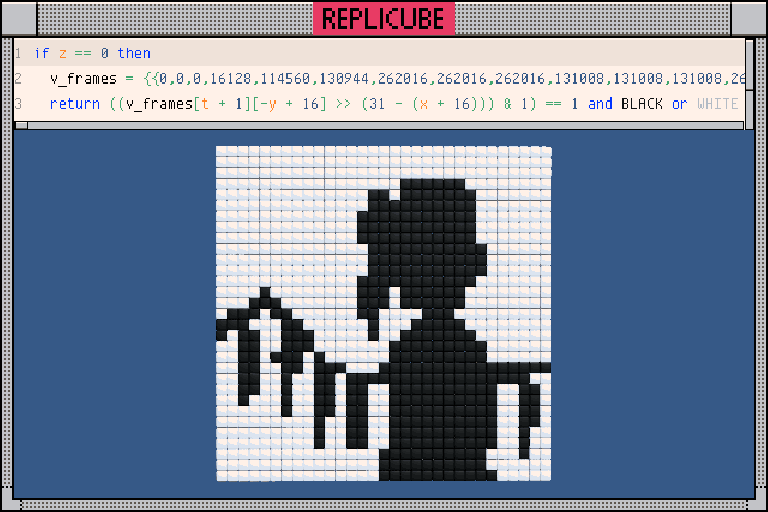 REPLICUBE
1 if z == 0 then
2 v_frames = {{0,0,0,16128,114560,130944,262016,262016,262016,131008,131008,131008,26
3 return ((v_frames[t + 1][-y + 16] >> (31 - (x + 16))) & 1) == 1 and BLACK or WHITE